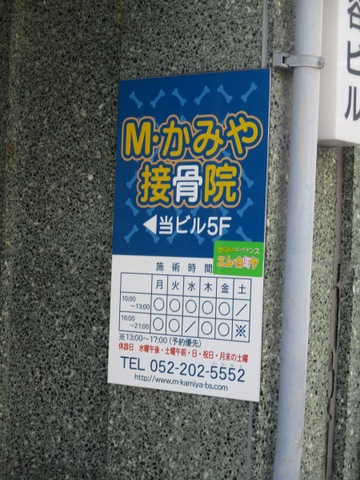 M・かみや
接骨院
◀当ビル5F
施術時間
月 火 水 木 金 土
10:00
～13:00 ○ ○ ○ ○ ○ ／
16:00
～21:00 ○ ○ ／ ○ ○ ※
※13:00～17:00 (予約優先)
休診日 水曜午後・土曜午前・日・祝日・月末の土曜
TEL 052-202-5552
http://www.m-kamiya-bs.com
谷ビル